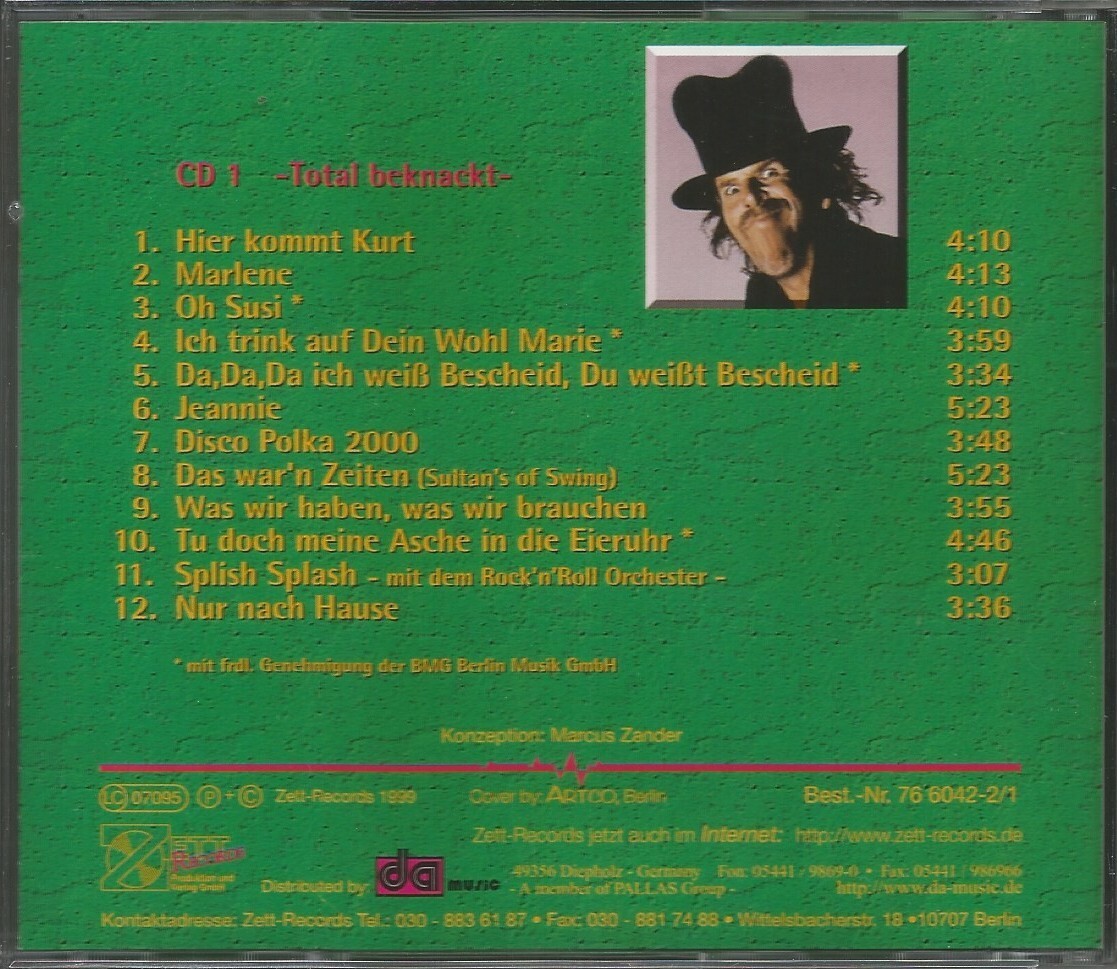 CD 1 -Total beknackt-
1. Hier kommt Kurt 4:10
2. Marlene 4:13
3. Oh Susi * 4:10
4. Ich trink auf Dein Wohl Marie * 3:59
5. Da,Da,Da ich weiß Bescheid, Du weißt Bescheid * 3:34
6. Jeannie 5:23
7. Disco Polka 2000 3:48
8. Das war'n Zeiten (Sultan's of Swing) 5:23
9. Was wir haben, was wir brauchen 3:55
10. Tu doch meine Asche in die Eieruhr * 4:46
11. Splish Splash - mit dem Rock'n'Roll Orchester - 3:07
12. Nur nach Hause 3:36
* mit frdl. Genehmigung der BMG Berlin Musik GmbH
Konzeption: Marcus Zander
LC 07095 P + C Zett-Records 1999 Cover by: ARTCO, Berlin Best.-Nr. 76 6042-2/1
Zett-Records jetzt auch im Internet: http://www.zett-records.de
ZETT
RECORDS
Produktion und
Verlag GmbH
Distributed by da music
49356 Diepholz - Germany Fon: 05441 / 9869-0 • Fax: 05441 / 986966
- A member of PALLAS Group - http://www.da-music.de
Kontaktadresse: Zett-Records Tel.: 030 - 883 61 87 • Fax: 030 - 881 74 88 • Wittelsbacherstr. 18 •10707 Berlin